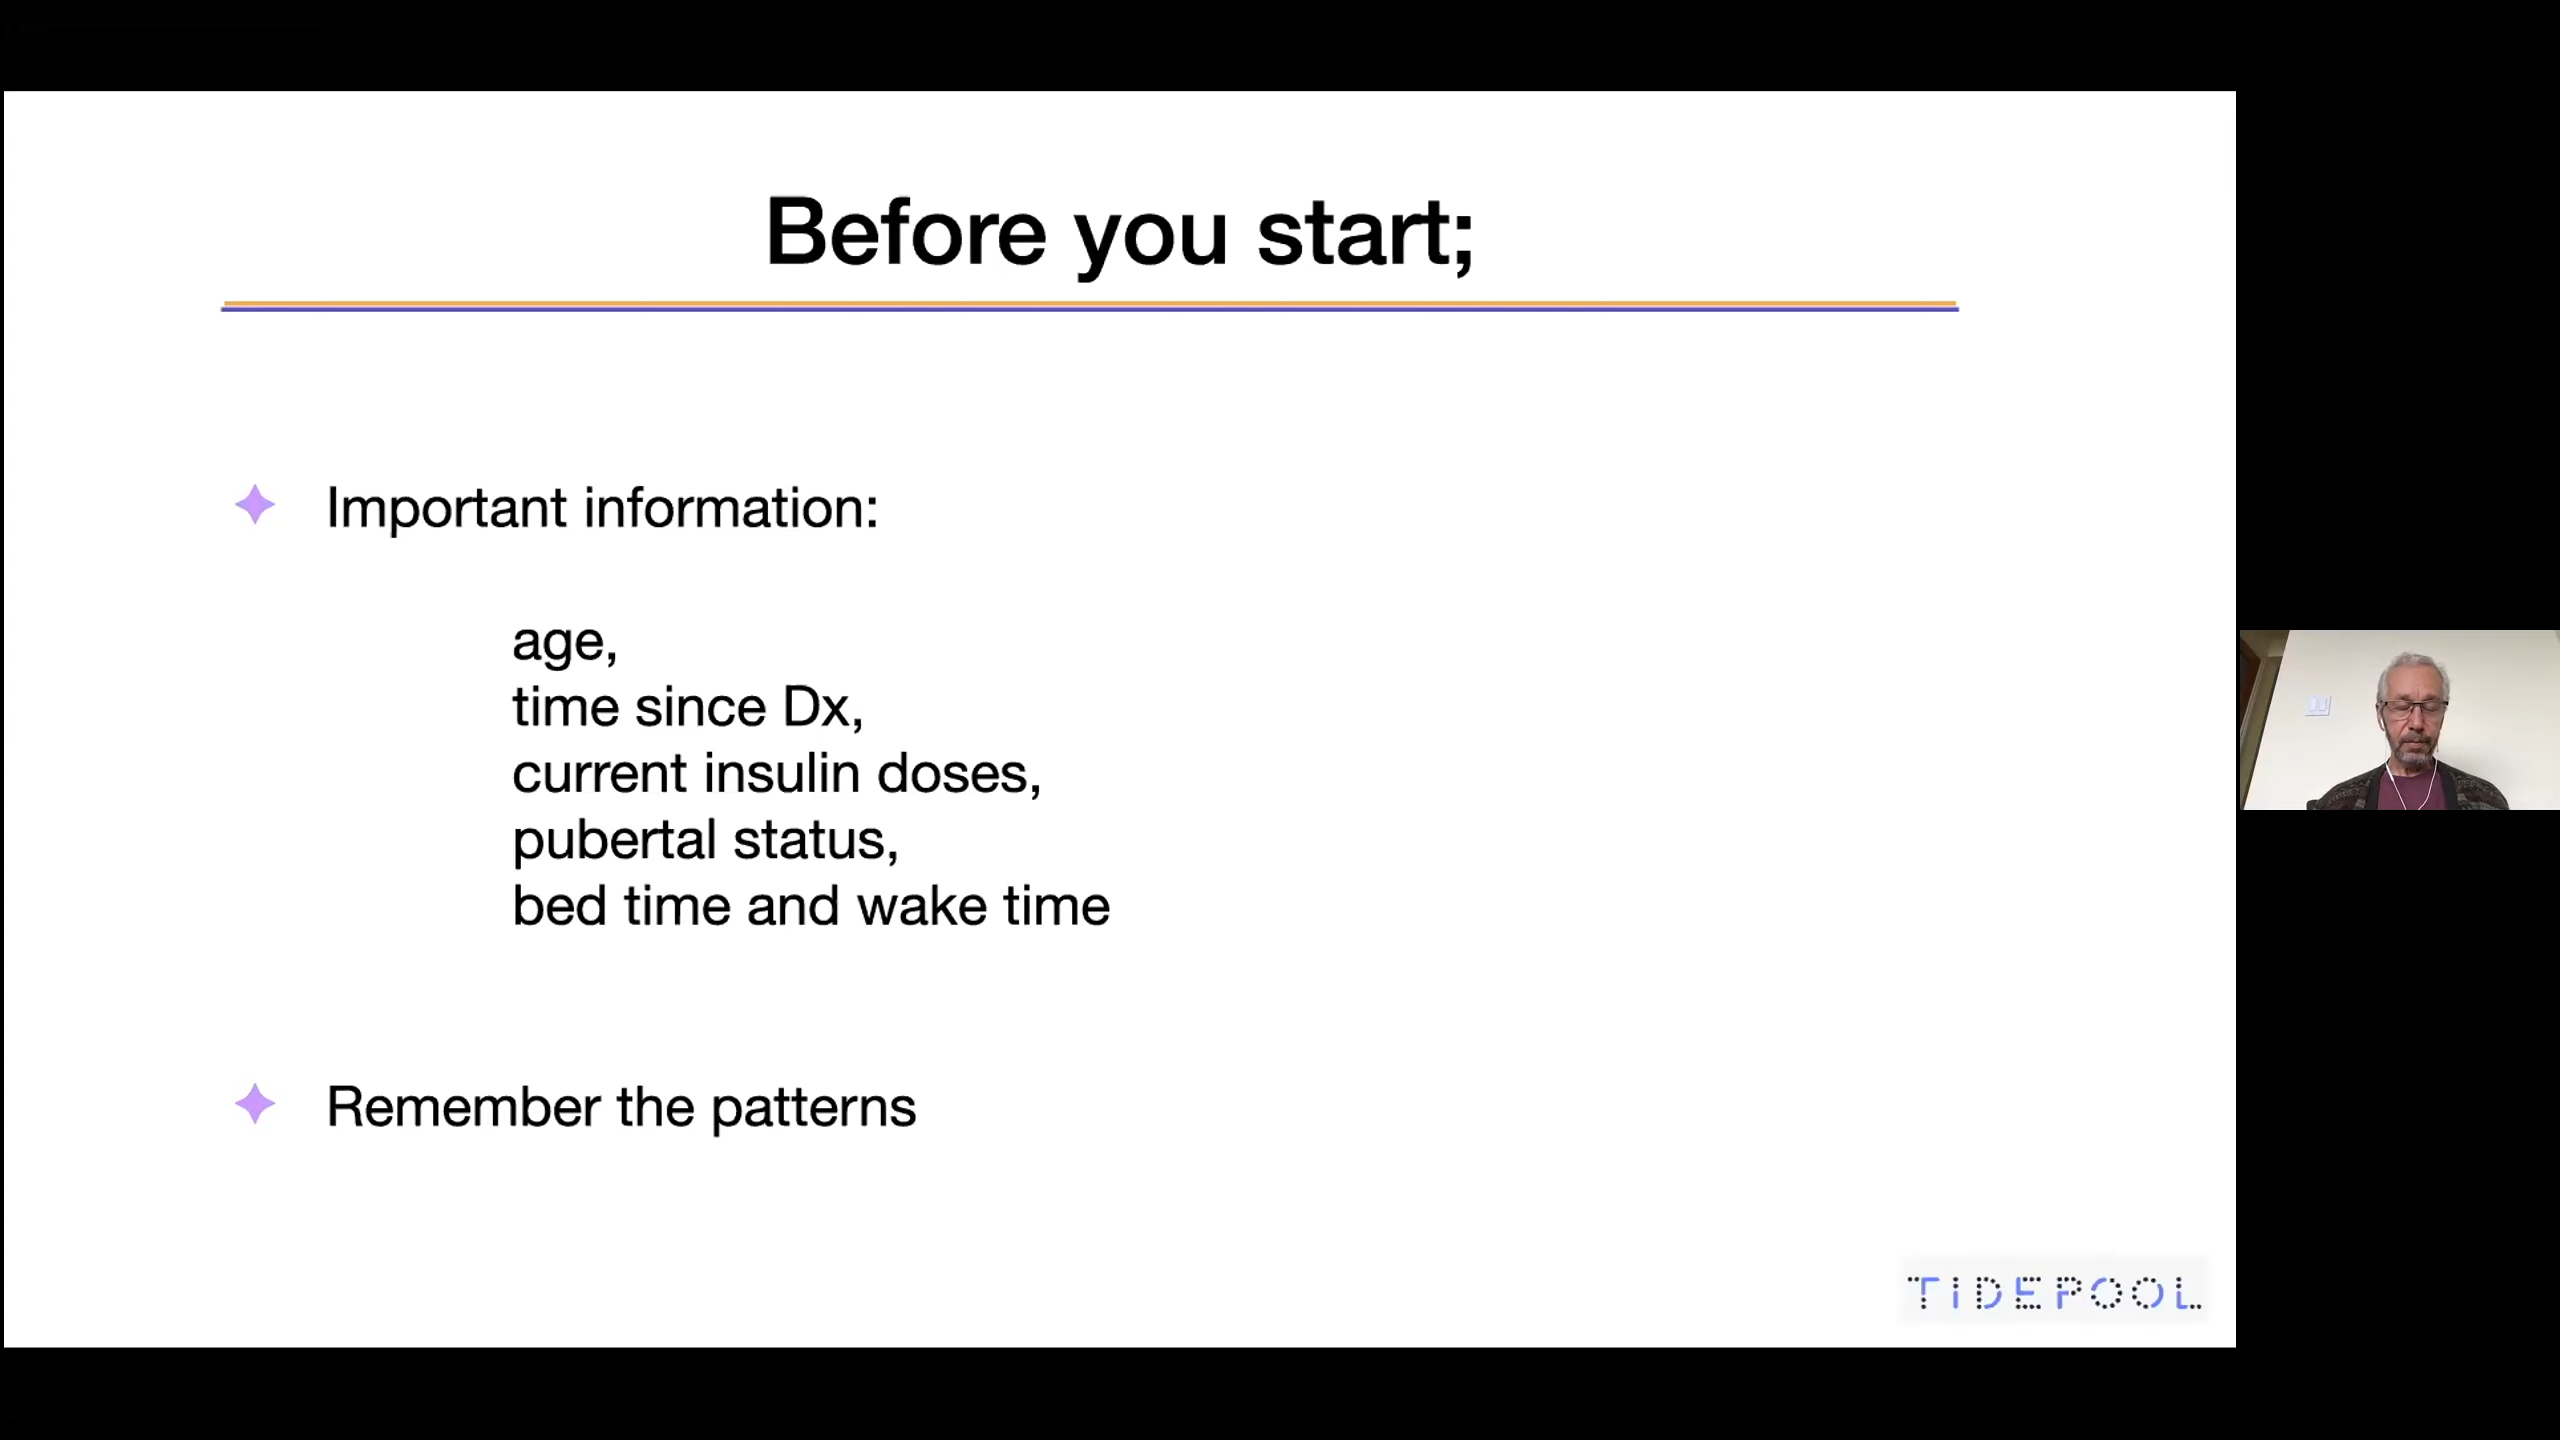 Before you start;
Important information:
age,
time since Dx,
current insulin doses,
pubertal status,
bed time and wake time
Remember the patterns
TIDEPOOL